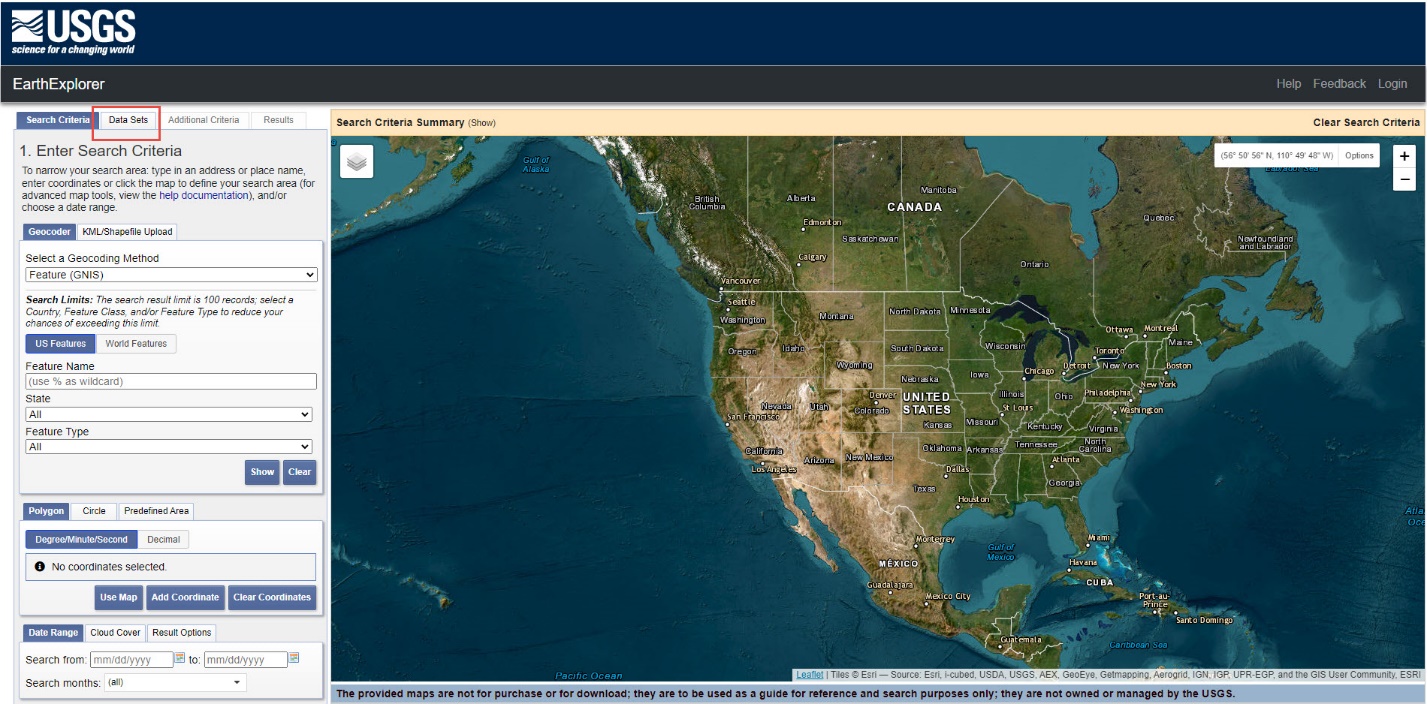 USGS
science for a changing world
EarthExplorer
Help Feedback Login
Search Criteria Data Sets Additional Criteria Results
1. Enter Search Criteria
To narrow your search area: type in an address or place name,
enter coordinates or click the map to define your search area (for
advanced map tools, view the help documentation), and/or
choose a date range.
Geocoder KML/Shapefile Upload
Select a Geocoding Method
Feature (GNIS)
Search Limits: The search result limit is 100 records; select a
Country, Feature Class, and/or Feature Type to reduce your
chances of exceeding this limit.
US Features World Features
Feature Name
(use % as wildcard)
State
All
Feature Type
All
Show Clear
Polygon Circle Predefined Area
Degree/Minute/Second Decimal
No coordinates selected.
Use Map Add Coordinate Clear Coordinates
Date Range Cloud Cover Result Options
Search from: mm/dd/yyyy to: mm/dd/yyyy
Search months: (all)
Search Criteria Summary (Show) Clear Search Criteria
(56° 50' 56" N, 110° 49' 48" W) Options
+
−
Gulf of
Alaska
Labrador Sea
British
Columbia
Alberta
Manitoba
CANADA
Edmonton
Saskatchewan
Quebec
Newfoundland
and Labrador
Calgary
Ontario
Vancouver
Seattle
Washington
Montana
North Dakota
Minnesota
Ottawa
Montreal
Maine
Oregon
Idaho
South Dakota
Wisconsin
Toronto
Wyoming
Detroit
New York
Boston
Chicago
Iowa
Nebraska
New York
Nevada
Utah
Denver
Colorado
UNITED
STATES
Illinois
Ohio
Philadelphia
Washington
San Francisco
St Louis
Kansas
Missouri
Kentucky
Virginia
California
Los Angeles
Arizona
New Mexico
Oklahoma
Arkansas
Tennessee
North
Carolina
Dallas
Atlanta
Texas
Georgia
Houston
Monterrey
Gulf of
Mexico
Miami
MÉXICO
Havana
CUBA
Guadalajara
Mexico City
Port-au-
Prince
Santo Domingo
Guatemala
Caribbean Sea
Pacific Ocean
Leaflet | Tiles © Esri — Source: Esri, i-cubed, USDA, USGS, AEX, GeoEye, Getmapping, Aerogrid, IGN, IGP, UPR-EGP, and the GIS User Community, ESRI
The provided maps are not for purchase or for download; they are to be used as a guide for reference and search purposes only; they are not owned or managed by the USGS.